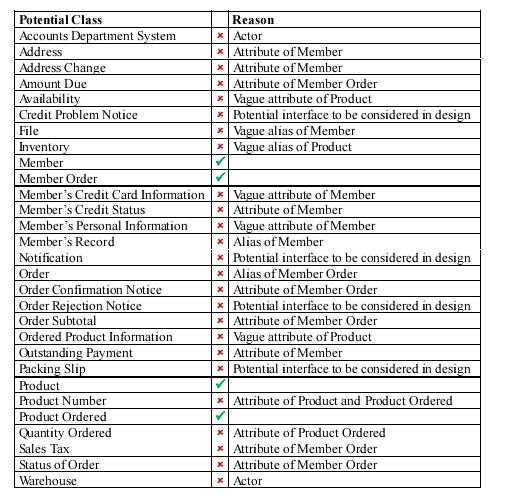 Potential Class Reason
Accounts Department System ✗ Actor
Address ✗ Attribute of Member
Address Change ✗ Attribute of Member
Amount Due ✗ Attribute of Member Order
Availability ✗ Vague attribute of Product
Credit Problem Notice ✗ Potential interface to be considered in design
File ✗ Vague alias of Member
Inventory ✗ Vague alias of Product
Member ✓
Member Order ✓
Member's Credit Card Information ✗ Vague attribute of Member
Member's Credit Status ✗ Attribute of Member
Member's Personal Information ✗ Vague attribute of Member
Member's Record ✗ Alias of Member
Notification ✗ Potential interface to be considered in design
Order ✗ Alias of Member Order
Order Confirmation Notice ✗ Attribute of Member Order
Order Rejection Notice ✗ Potential interface to be considered in design
Order Subtotal ✗ Attribute of Member Order
Ordered Product Information ✗ Vague attribute of Product
Outstanding Payment ✗ Attribute of Member
Packing Slip ✗ Potential interface to be considered in design
Product ✓
Product Number ✗ Attribute of Product and Product Ordered
Product Ordered ✓
Quantity Ordered ✗ Attribute of Product Ordered
Sales Tax ✗ Attribute of Member Order
Status of Order ✗ Attribute of Member Order
Warehouse ✗ Actor